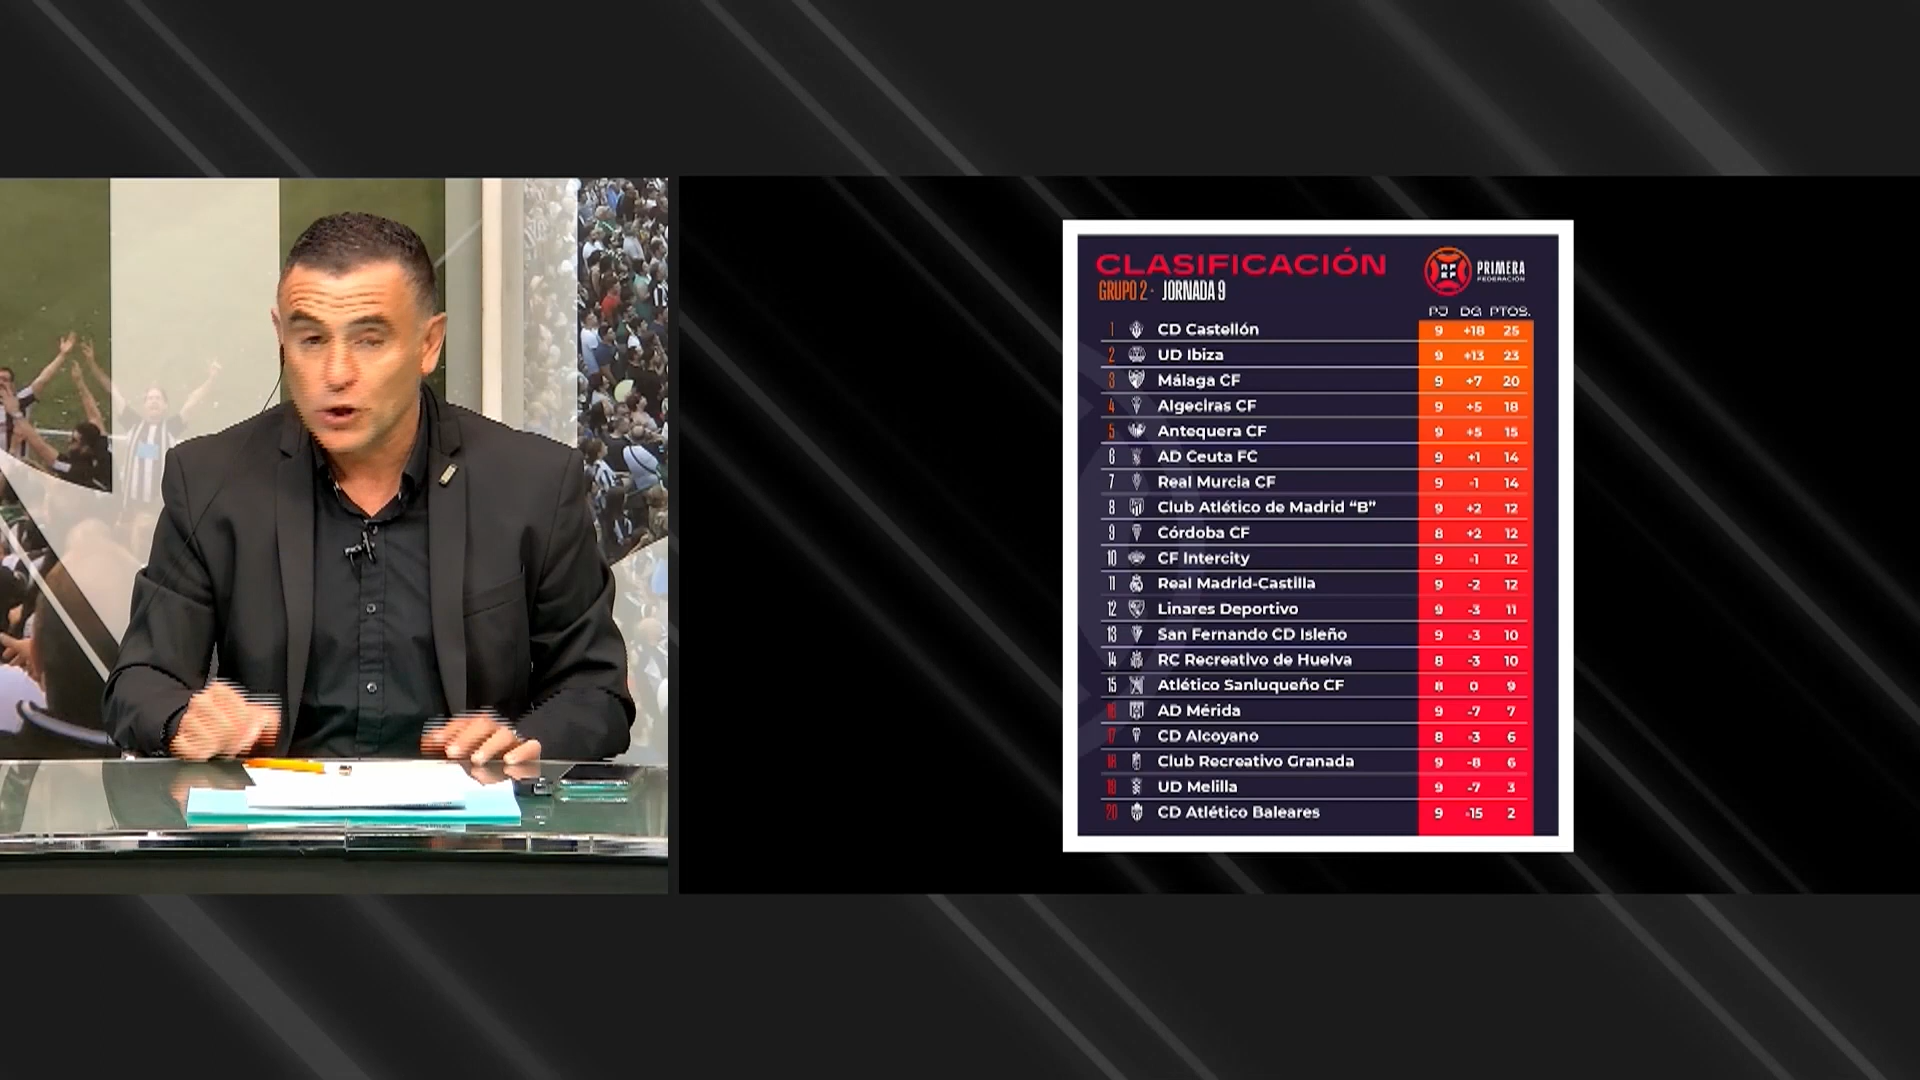 CLASIFICACIÓN
GRUPO 2 · JORNADA 9
RFEF
PRIMERA
FEDERACIÓN
PJ DG PTOS.
1 CD Castellón 9 +18 25
2 UD Ibiza 9 +13 23
3 Málaga CF 9 +7 20
4 Algeciras CF 9 +5 18
5 Antequera CF 9 +5 15
6 AD Ceuta FC 9 +1 14
7 Real Murcia CF 9 -1 14
8 Club Atlético de Madrid “B” 9 +2 12
9 Córdoba CF 8 +2 12
10 CF Intercity 9 -1 12
11 Real Madrid-Castilla 9 -2 12
12 Linares Deportivo 9 -3 11
13 San Fernando CD Isleño 9 -3 10
14 RC Recreativo de Huelva 8 -3 10
15 Atlético Sanluqueño CF 8 0 9
16 AD Mérida 9 -7 7
17 CD Alcoyano 8 -3 6
18 Club Recreativo Granada 9 -8 6
19 UD Melilla 9 -7 3
20 CD Atlético Baleares 9 -15 2